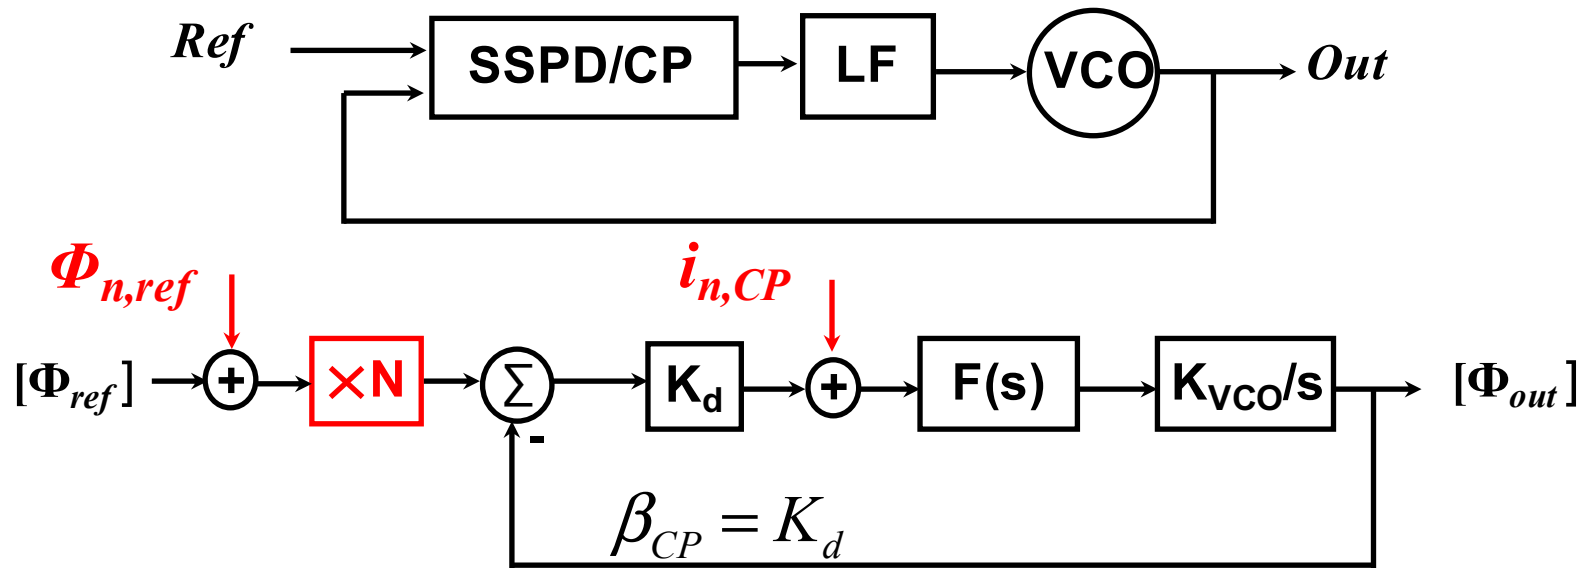 Ref SSPD/CP LF VCO Out
Φn,ref in,CP
[Φref] + ×N Σ Kd + F(s) KVCO/s [Φout]
-
βCP = Kd